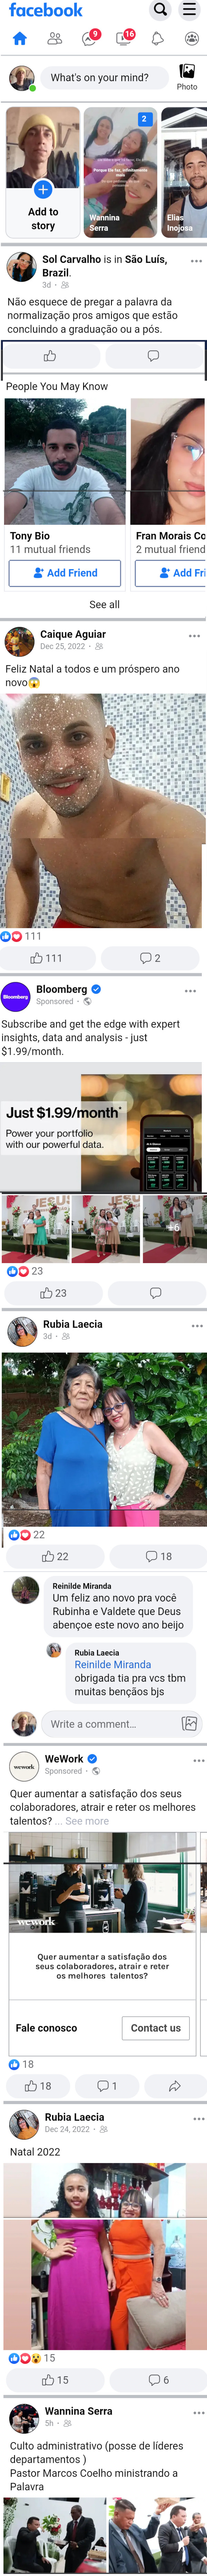 facebook
9
16
What's on your mind?
Photo
Add to
story
2
Wannina
Serra
Elias
Inojosa
Sol Carvalho is in São Luís,
Brazil.
3d
Não esquece de pregar a palavra da
normalização pros amigos que estão
concluindo a graduação ou a pós.
People You May Know
Tony Bio
11 mutual friends
Add Friend
Fran Morais Co
2 mutual friend
Add Fri
See all
Caique Aguiar
Dec 25, 2022
Feliz Natal a todos e um próspero ano
novo😱
111
111
2
Bloomberg
Bloomberg
Sponsored
Subscribe and get the edge with expert
insights, data and analysis - just
$1.99/month.
Just $1.99/month*
Power your portfolio
with our powerful data.
JESUS
+6
23
23
Rubia Laecia
3d
22
22
18
Reinilde Miranda
Um feliz ano novo pra você
Rubinha e Valdete que Deus
abençoe este novo ano beijo
Rubia Laecia
Reinilde Miranda
obrigada tia pra vcs tbm
muitas bençãos bjs
Write a comment...
wework
WeWork
Sponsored
Quer aumentar a satisfação dos seus
colaboradores, atrair e reter os melhores
talentos? ... See more
wework
Quer aumentar a satisfação dos
seus colaboradores, atrair e reter
os melhores talentos?
Fale conosco
Contact us
18
18
1
Rubia Laecia
Dec 24, 2022
Natal 2022
15
15
6
Wannina Serra
5h
Culto administrativo (posse de líderes
departamentos )
Pastor Marcos Coelho ministrando a
Palavra